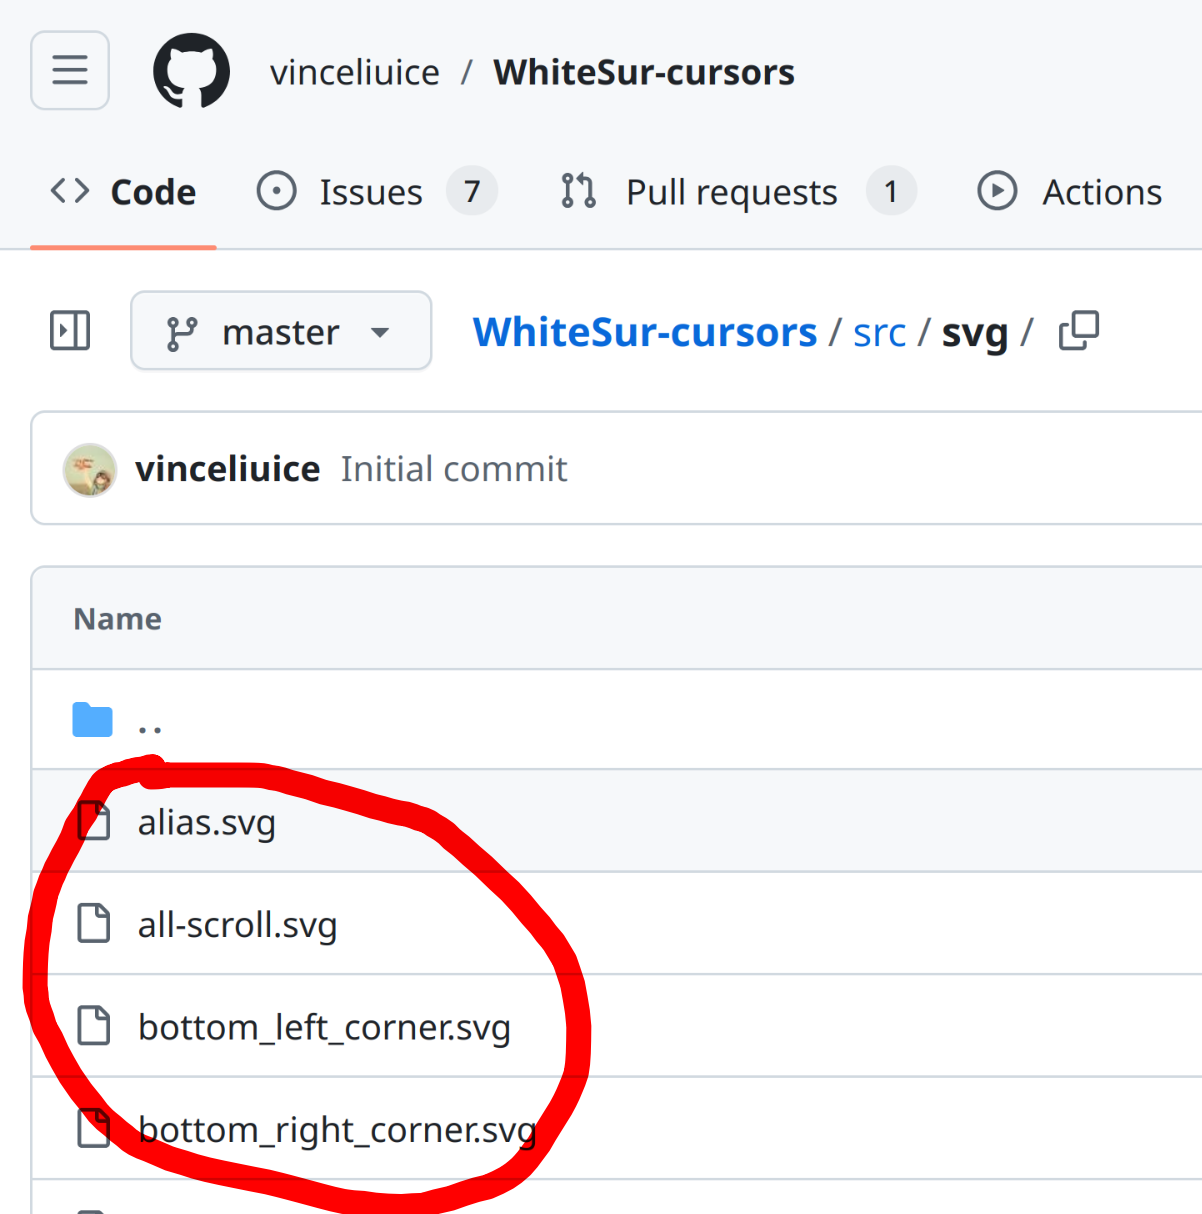 vinceliuice / WhiteSur-cursors
Code Issues 7 Pull requests 1 Actions
master WhiteSur-cursors / src / svg /
vinceliuice Initial commit
Name
..
alias.svg
all-scroll.svg
bottom_left_corner.svg
bottom_right_corner.svg